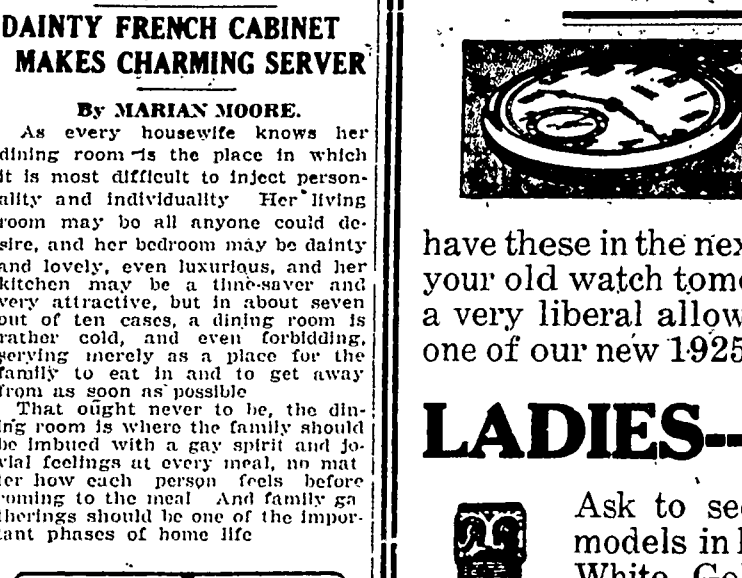 DAINTY FRENCH CABINET
MAKES CHARMING SERVER
By MARIAN MOORE.
As every housewife knows her
dining room is the place in which
it is most difficult to inject person-
ality and individuality Her living
room may be all anyone could de-
sire, and her bedroom may be dainty
and lovely, even luxurious, and her
kitchen may be a time-saver and
very attractive, but in about seven
out of ten cases, a dining room is
rather cold, and even forbidding,
serving merely as a place for the
family to eat in and to get away
from as soon as possible
That ought never to be, the din-
ing room is where the family should
be imbued with a gay spirit and jo-
vial feelings at every meal, no mat
ter how each person feels before
coming to the meal And family ga
therings should be one of the impor-
tant phases of home life
have these in the nex
your old watch tomo
a very liberal allow
one of our new 1925
LADIES--
Ask to see
models in
White Gol